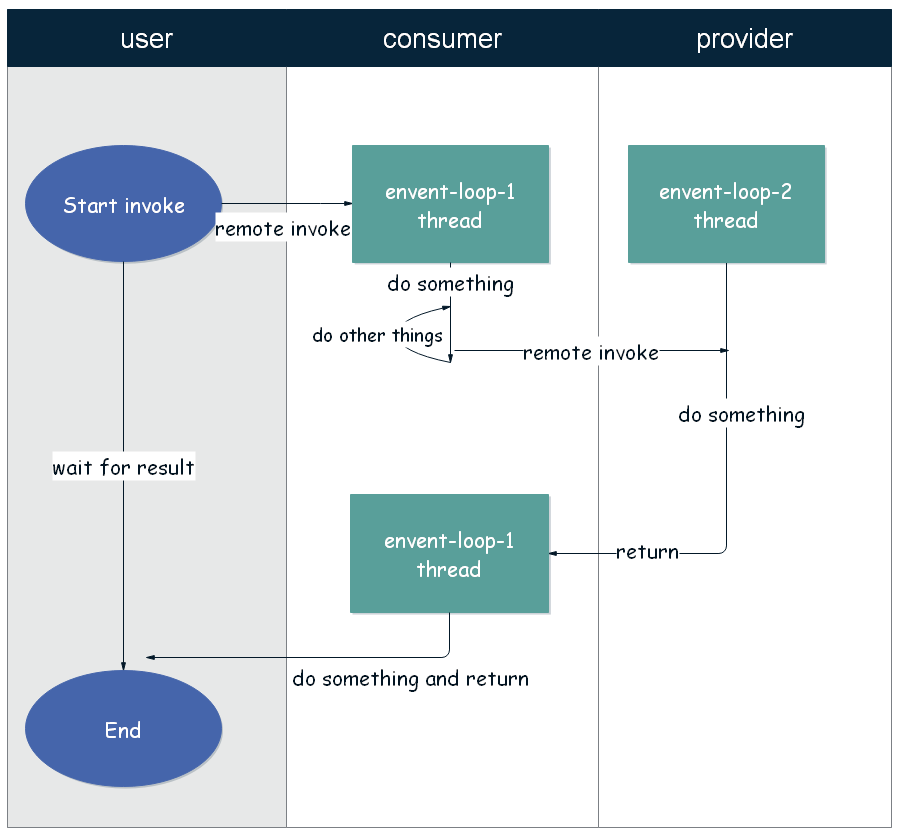 user
consumer
provider
Start invoke
remote invoke
envent-loop-1
thread
envent-loop-2
thread
do something
do other things
remote invoke
do something
wait for result
envent-loop-1
thread
return
do something and return
End